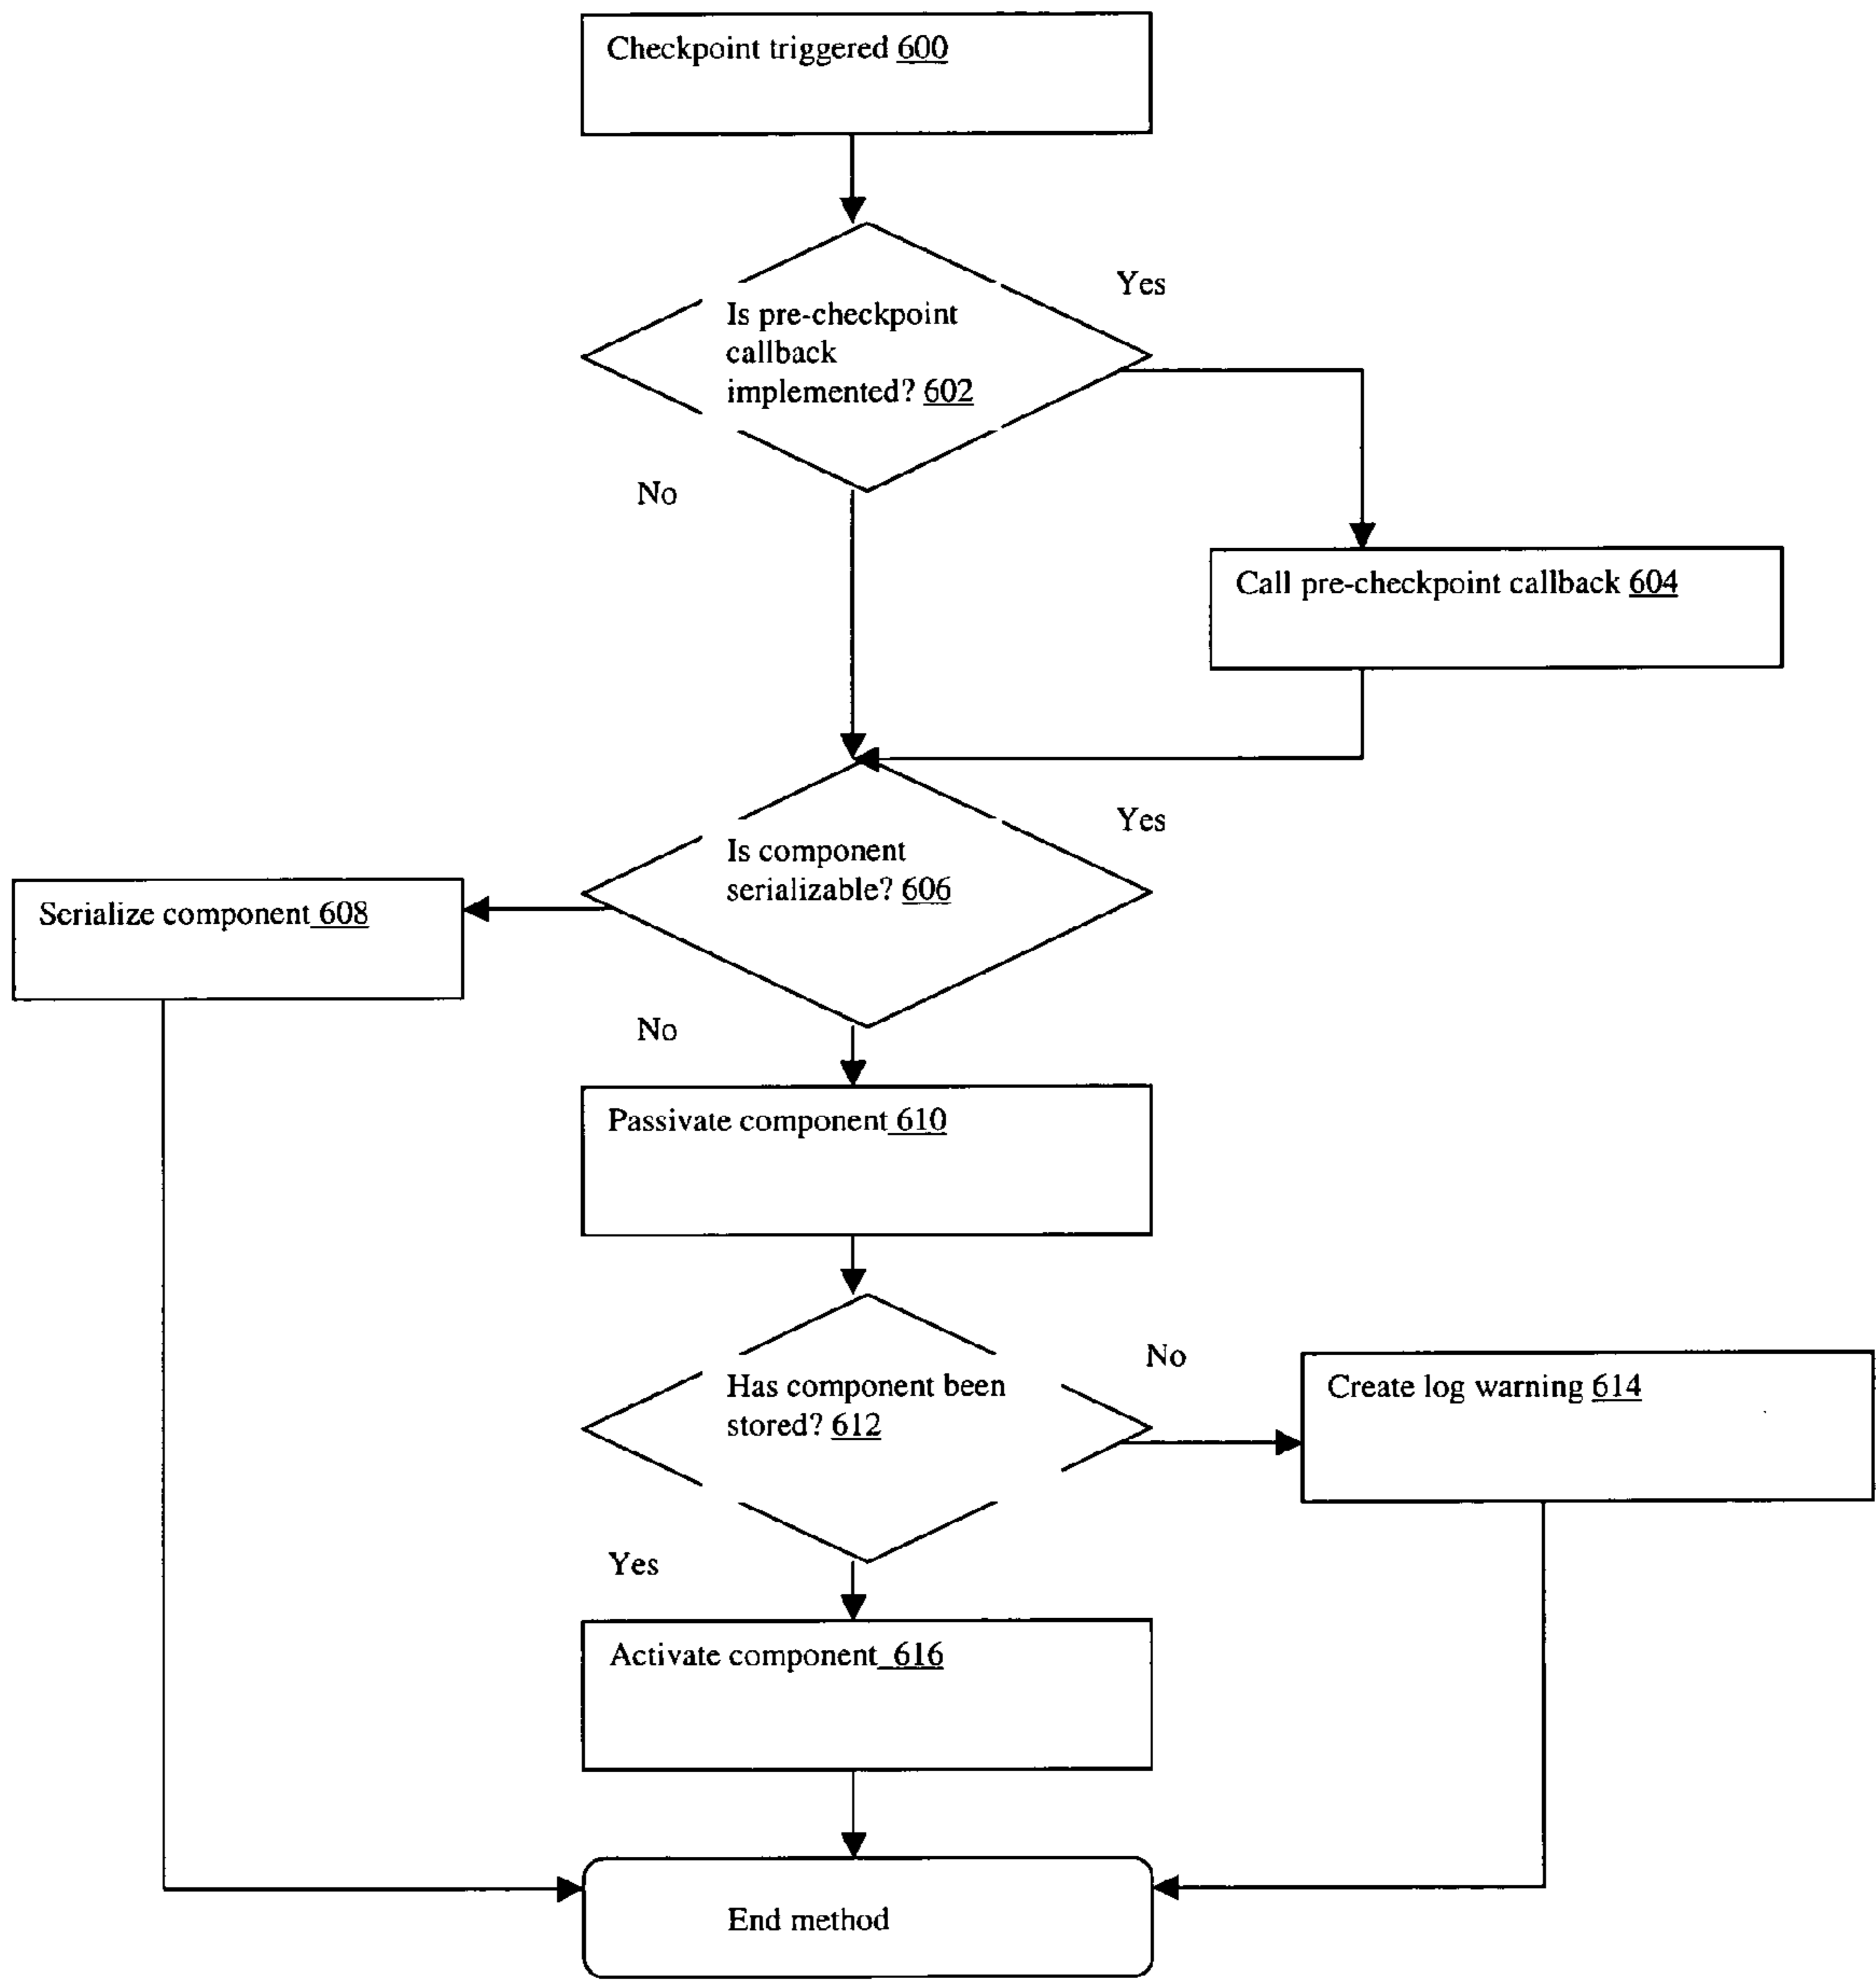 Checkpoint triggered 600
Yes
Is pre-checkpoint
callback
implemented? 602
No
Call pre-checkpoint callback 604
Yes
Is component
serializable? 606
Serialize component 608
No
Passivate component 610
No
Has component been
stored? 612
Create log warning 614
Yes
Activate component 616
End method